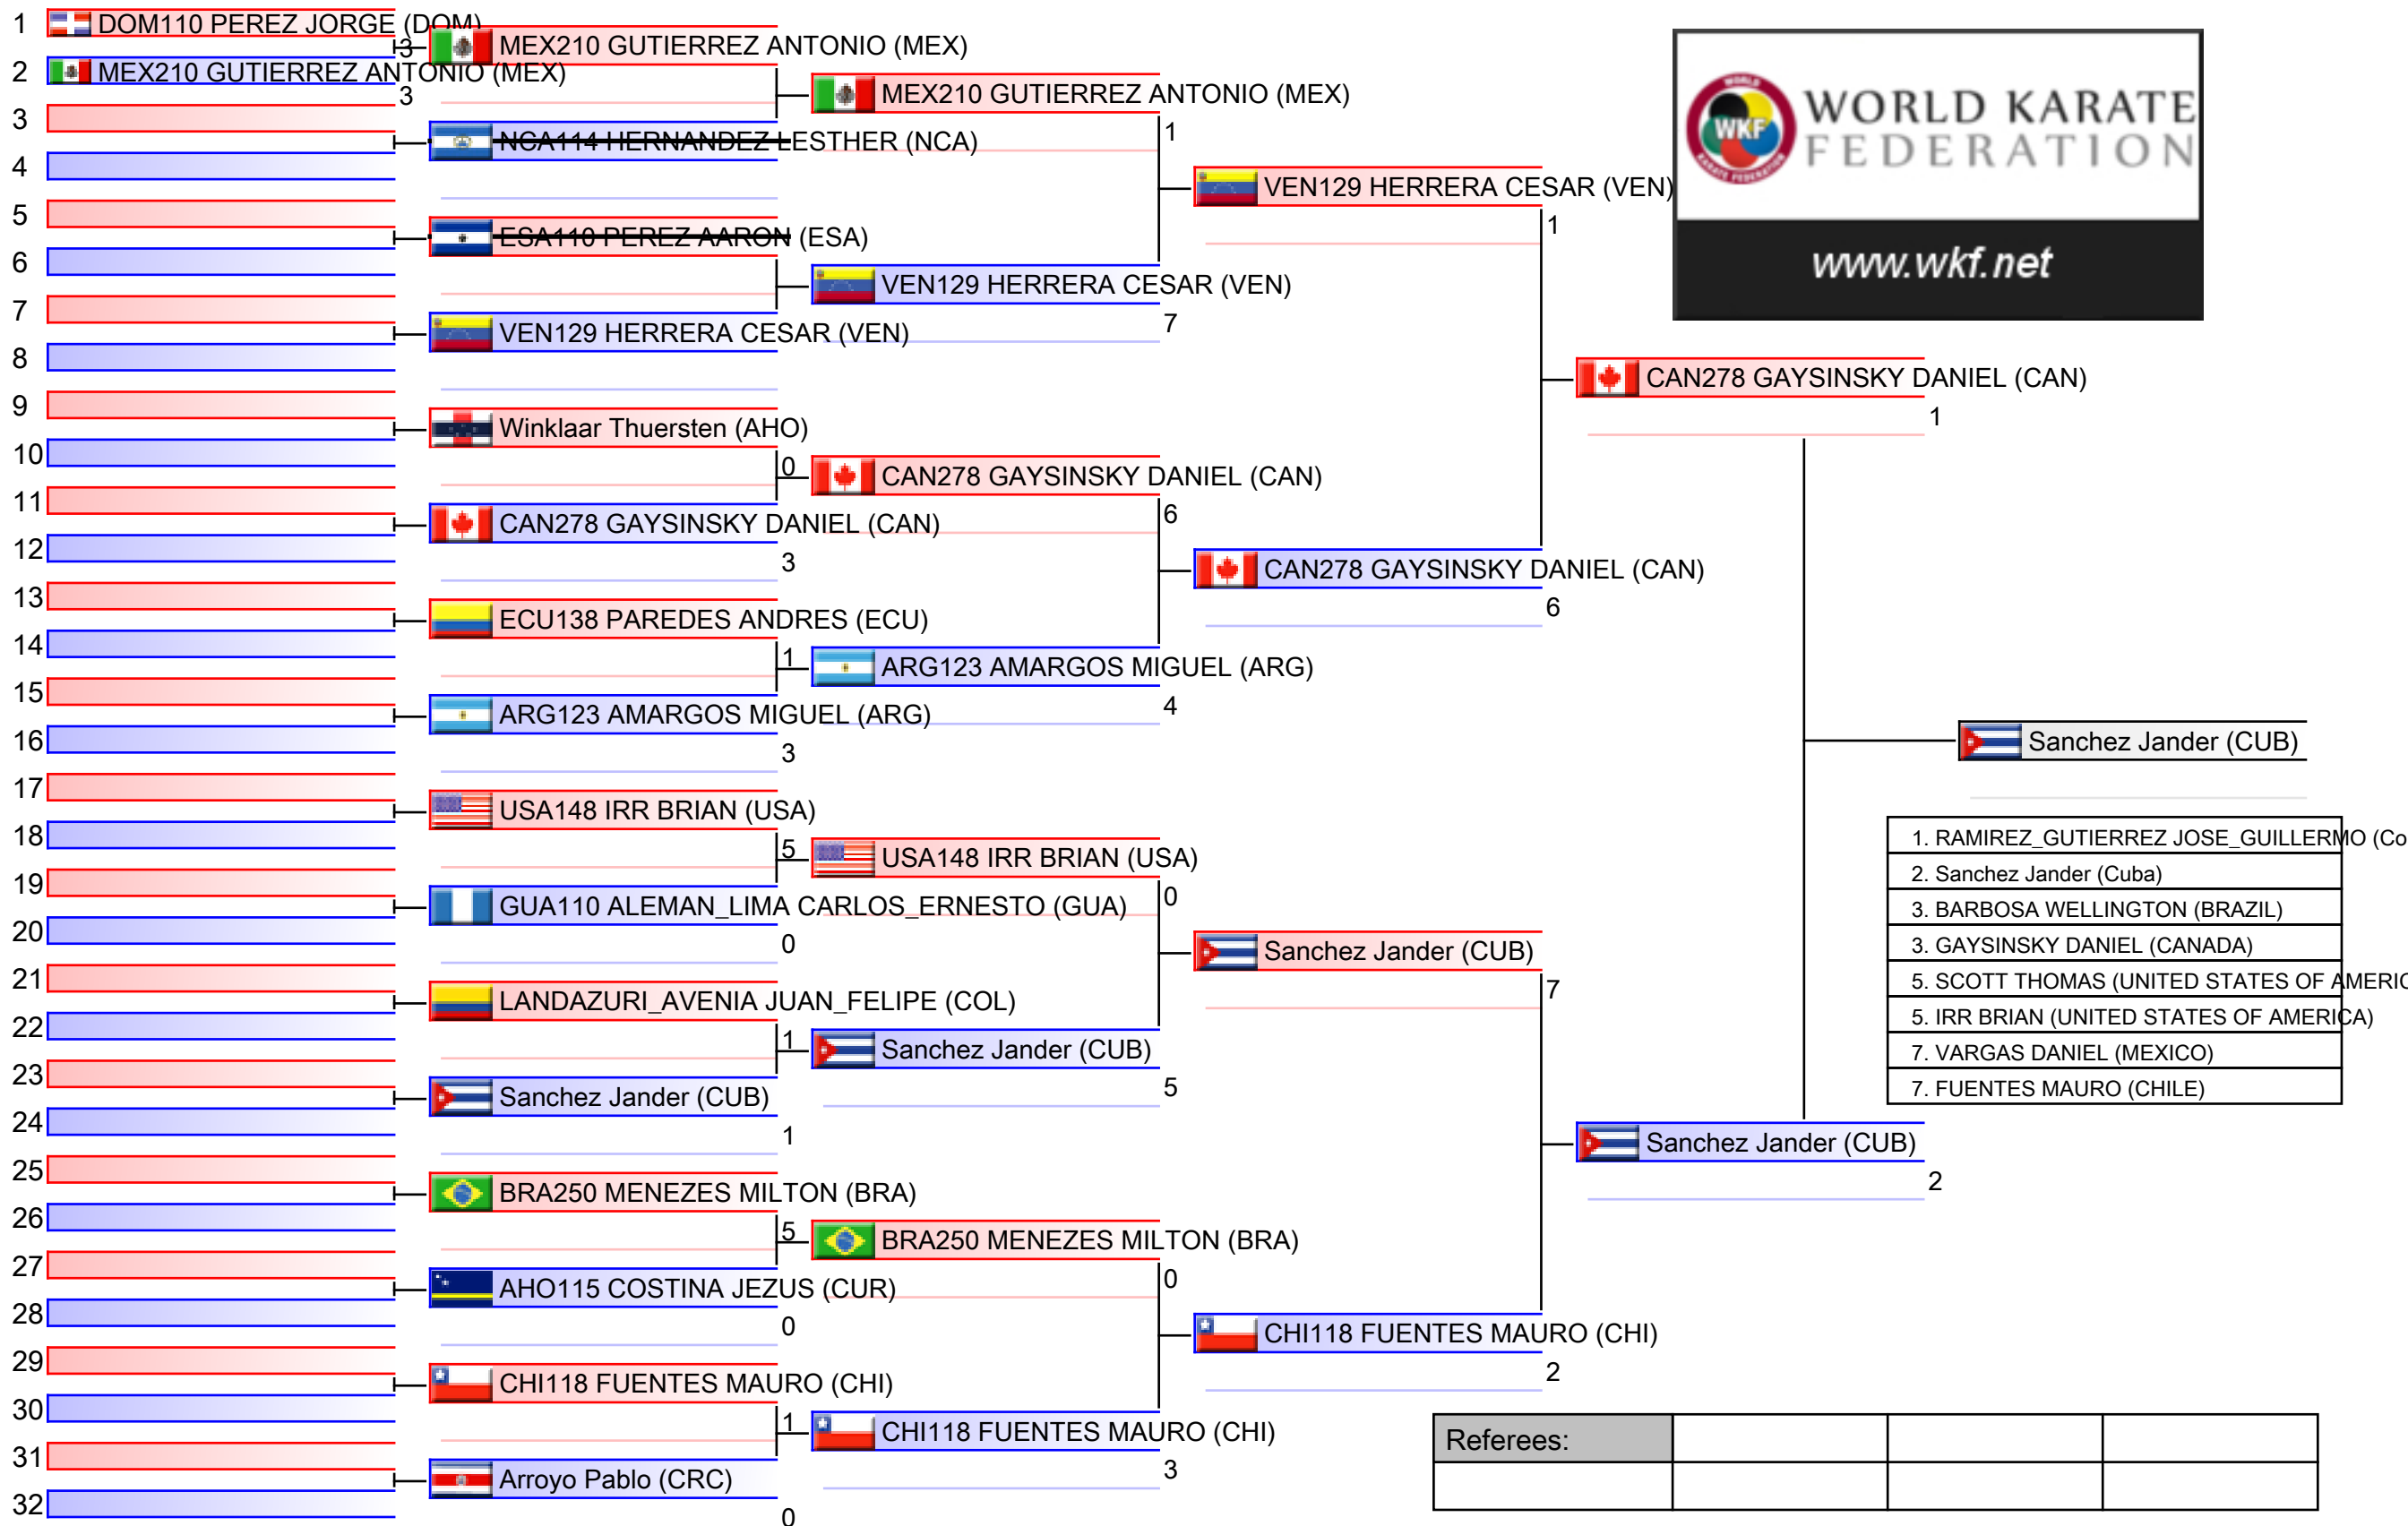 1 DOM110 PEREZ JORGE (DOM)
3
2 MEX210 GUTIERREZ ANTONIO (MEX)
3
3
4
5
6
7
8
9
10
11
12
13
14
15
16
17
18
19
20
21
22
23
24
25
26
27
28
29
30
31
32
MEX210 GUTIERREZ ANTONIO (MEX)
NCA114 HERNANDEZ LESTHER (NCA)
ESA110 PEREZ AARON (ESA)
VEN129 HERRERA CESAR (VEN)
Winklaar Thuersten (AHO)
0
CAN278 GAYSINSKY DANIEL (CAN)
3
ECU138 PAREDES ANDRES (ECU)
1
ARG123 AMARGOS MIGUEL (ARG)
3
USA148 IRR BRIAN (USA)
5
GUA110 ALEMAN_LIMA CARLOS_ERNESTO (GUA)
0
LANDAZURI_AVENIA JUAN_FELIPE (COL)
1
Sanchez Jander (CUB)
1
BRA250 MENEZES MILTON (BRA)
5
AHO115 COSTINA JEZUS (CUR)
0
CHI118 FUENTES MAURO (CHI)
1
Arroyo Pablo (CRC)
0
MEX210 GUTIERREZ ANTONIO (MEX)
1
VEN129 HERRERA CESAR (VEN)
7
CAN278 GAYSINSKY DANIEL (CAN)
6
ARG123 AMARGOS MIGUEL (ARG)
4
USA148 IRR BRIAN (USA)
0
Sanchez Jander (CUB)
5
BRA250 MENEZES MILTON (BRA)
0
CHI118 FUENTES MAURO (CHI)
3
VEN129 HERRERA CESAR (VEN)
1
CAN278 GAYSINSKY DANIEL (CAN)
6
Sanchez Jander (CUB)
7
CHI118 FUENTES MAURO (CHI)
2
CAN278 GAYSINSKY DANIEL (CAN)
1
Sanchez Jander (CUB)
2
Sanchez Jander (CUB)
WORLD
WKF
KARATE FEDERATION
WORLD KARATE
FEDERATION
www.wkf.net
1. RAMIREZ_GUTIERREZ JOSE_GUILLERMO (Co
2. Sanchez Jander (Cuba)
3. BARBOSA WELLINGTON (BRAZIL)
3. GAYSINSKY DANIEL (CANADA)
5. SCOTT THOMAS (UNITED STATES OF AMERIC
5. IRR BRIAN (UNITED STATES OF AMERICA)
7. VARGAS DANIEL (MEXICO)
7. FUENTES MAURO (CHILE)
Referees: